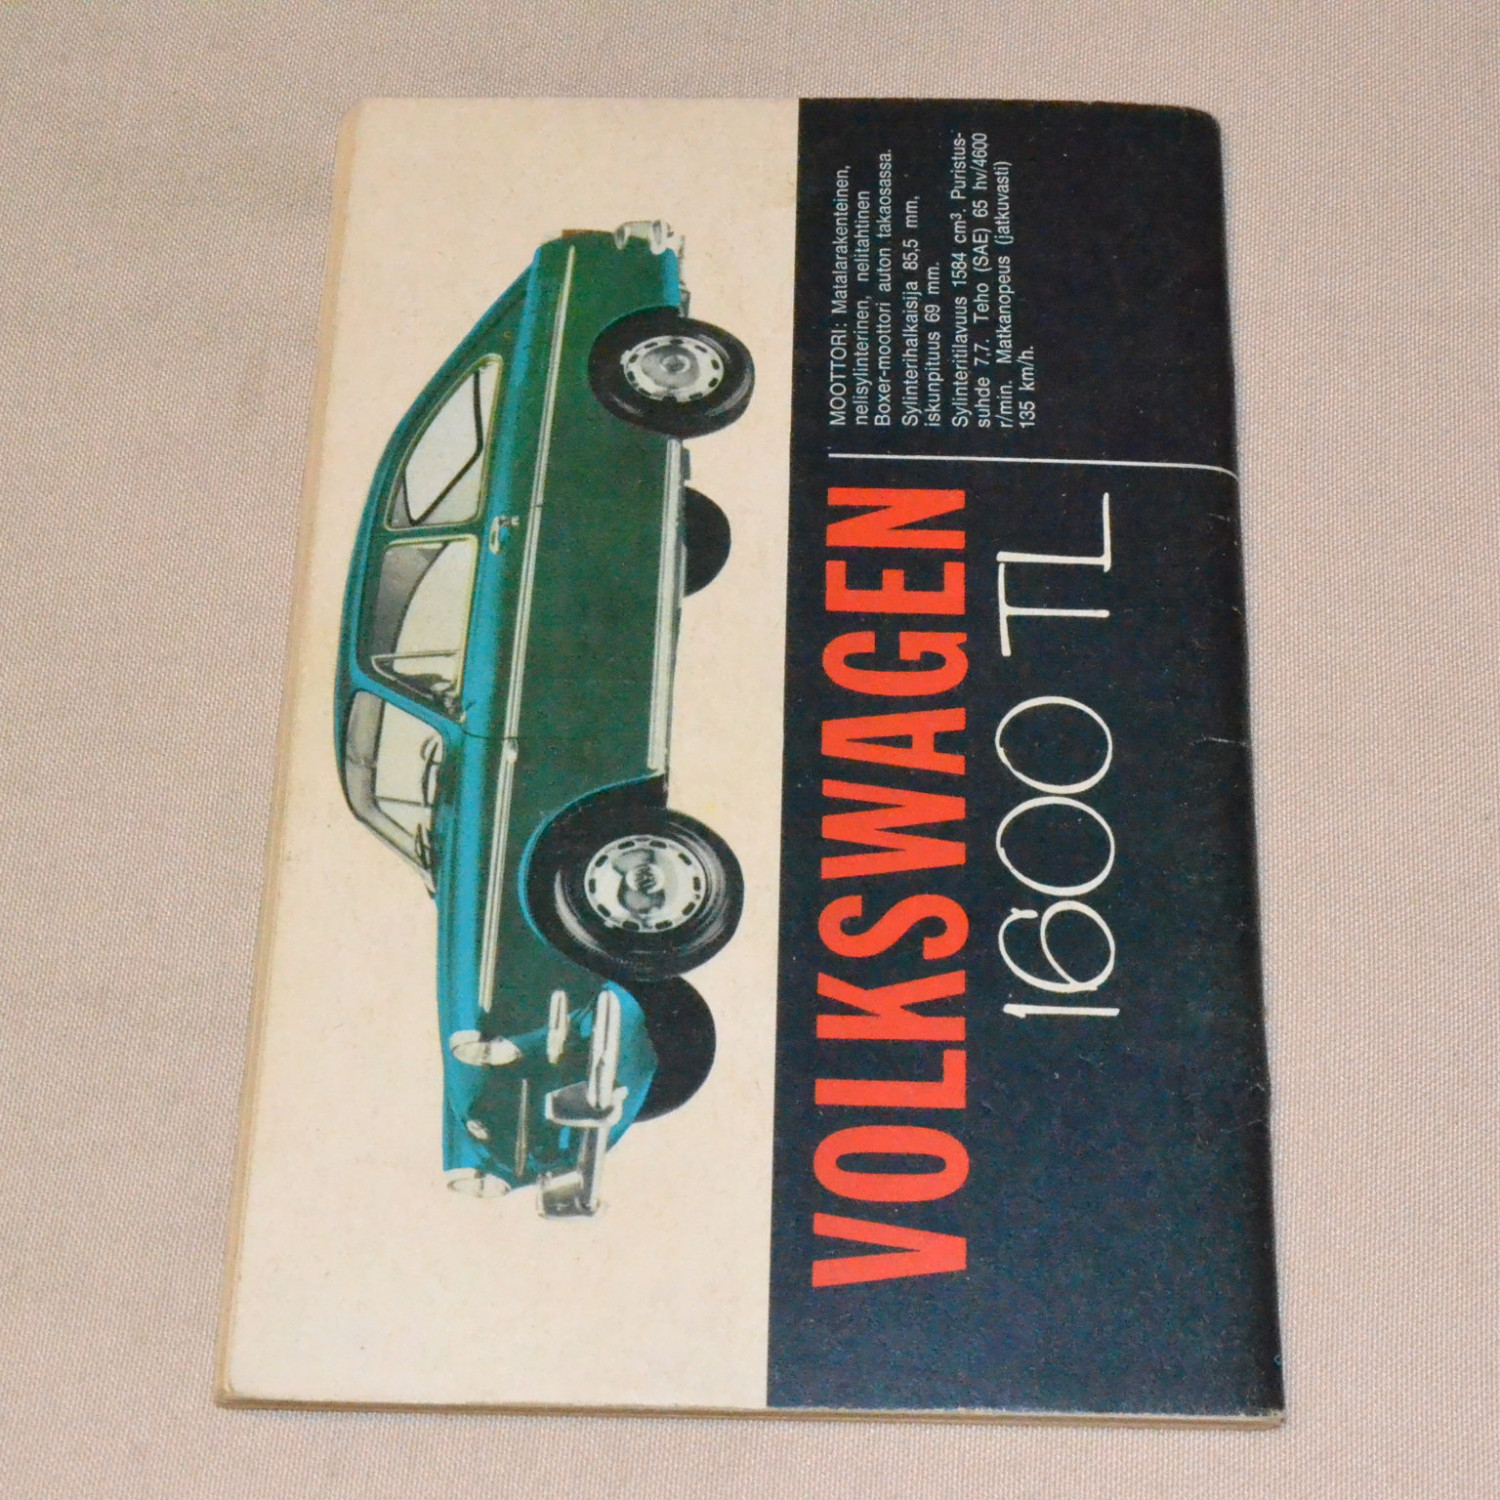 VOLKSWAGEN
1600 TL
MOOTTORI: Matalarakenteinen,
nelisylinterinen, nelitahtinen
Boxer-moottori auton takaosassa.
Sylinterihalkaisija 85,5 mm,
iskunpituus 69 mm.
Sylinteritilavuus 1584 cm³. Puristus-
suhde 7,7. Teho (SAE) 65 hv/4600
r/min. Matkanopeus (jatkuvasti)
135 km/h.